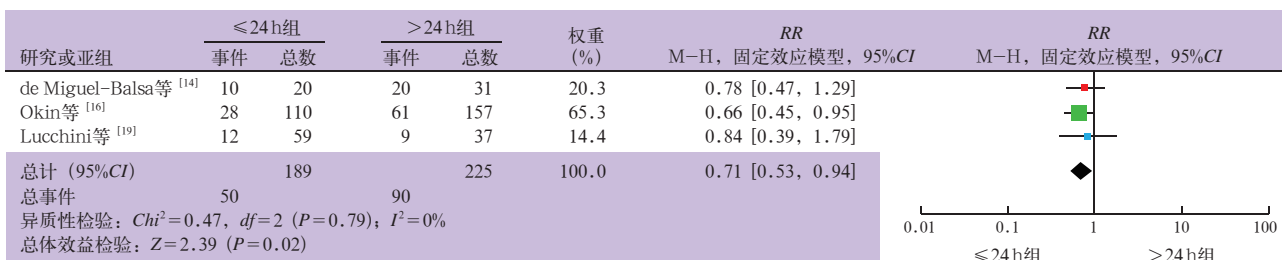 ≤24 h组 >24 h组 权重 RR RR
研究或亚组 事件 总数 事件 总数 (%) M-H，固定效应模型，95%CI M-H，固定效应模型，95%CI
de Miguel-Balsa等 [14] 10 20 20 31 20.3 0.78 [0.47, 1.29]
Okin等 [16] 28 110 61 157 65.3 0.66 [0.45, 0.95]
Lucchini等 [19] 12 59 9 37 14.4 0.84 [0.39, 1.79]
总计（95%CI） 189 225 100.0 0.71 [0.53, 0.94]
总事件 50 90
异质性检验：Chi²=0.47，df=2（P=0.79）；I²=0%
总体效益检验：Z=2.39（P=0.02）
0.01 0.1 1 10 100
≤24 h组 >24 h组